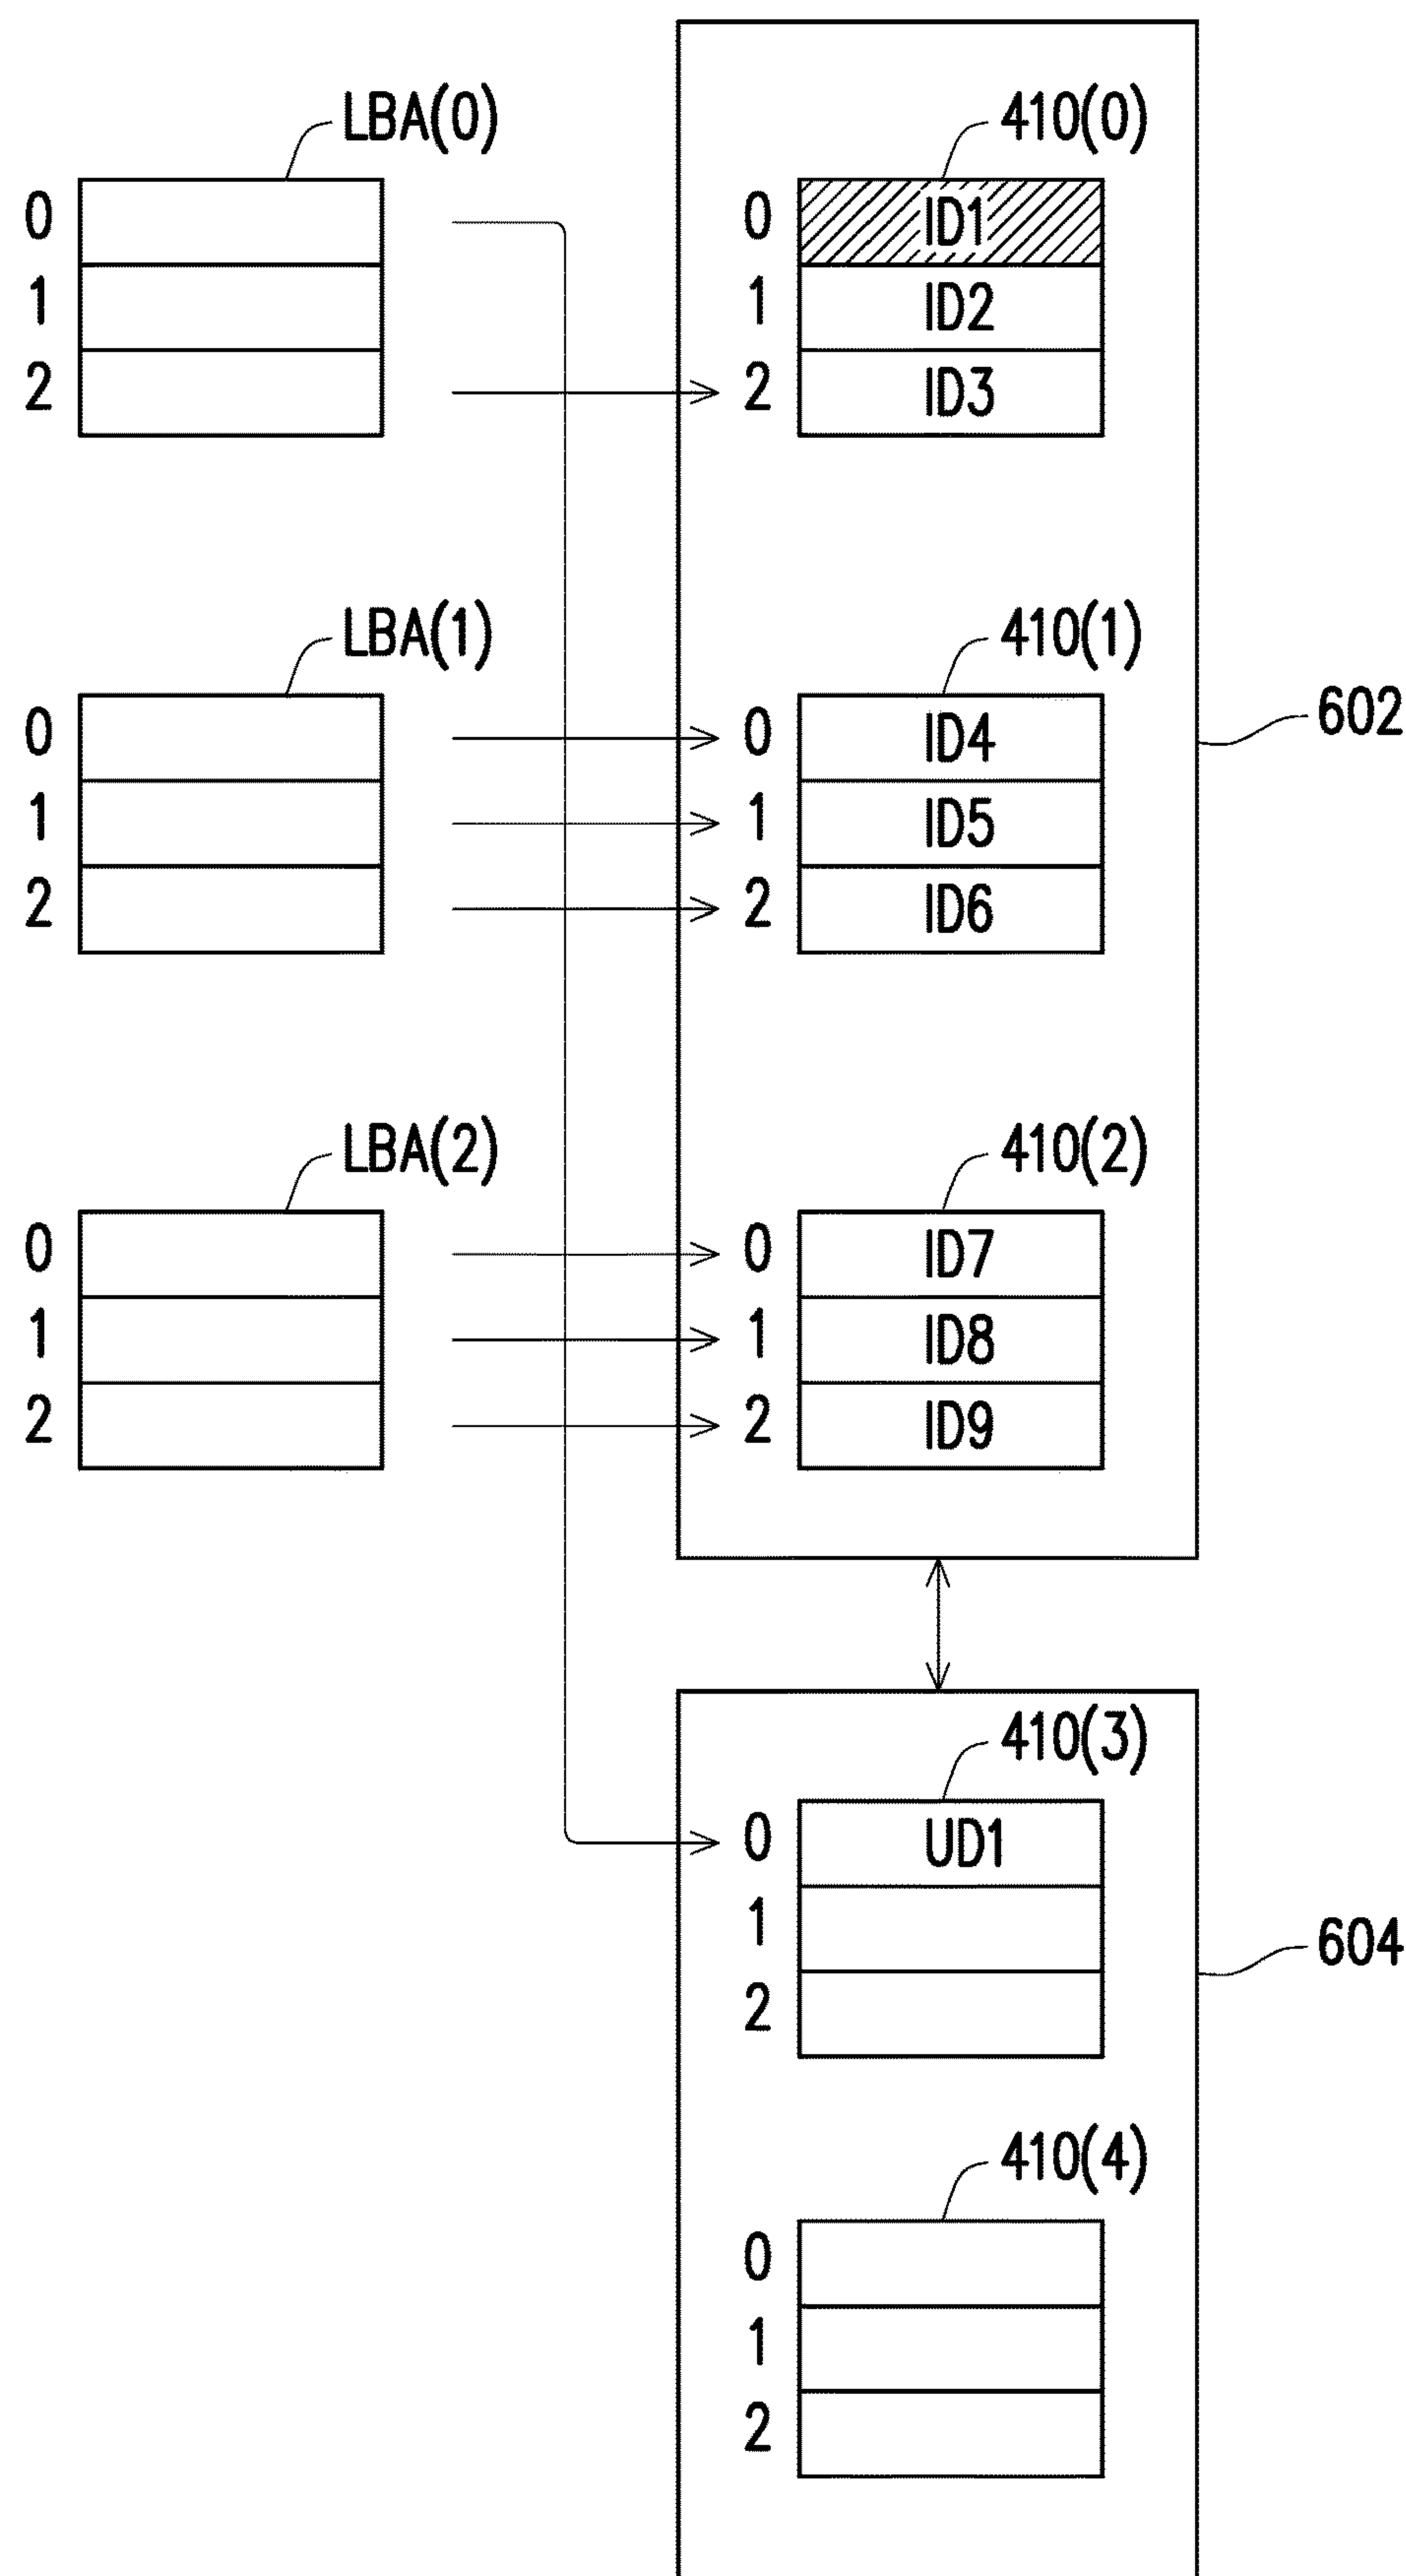 LBA(0) 410(0)
0 0 ID1
1 1 ID2
2 2 ID3
LBA(1) 410(1)
602
0 0 ID4
1 1 ID5
2 2 ID6
LBA(2) 410(2)
0 0 ID7
1 1 ID8
2 2 ID9
410(3)
0 UD1
1
604
2
410(4)
0
1
2